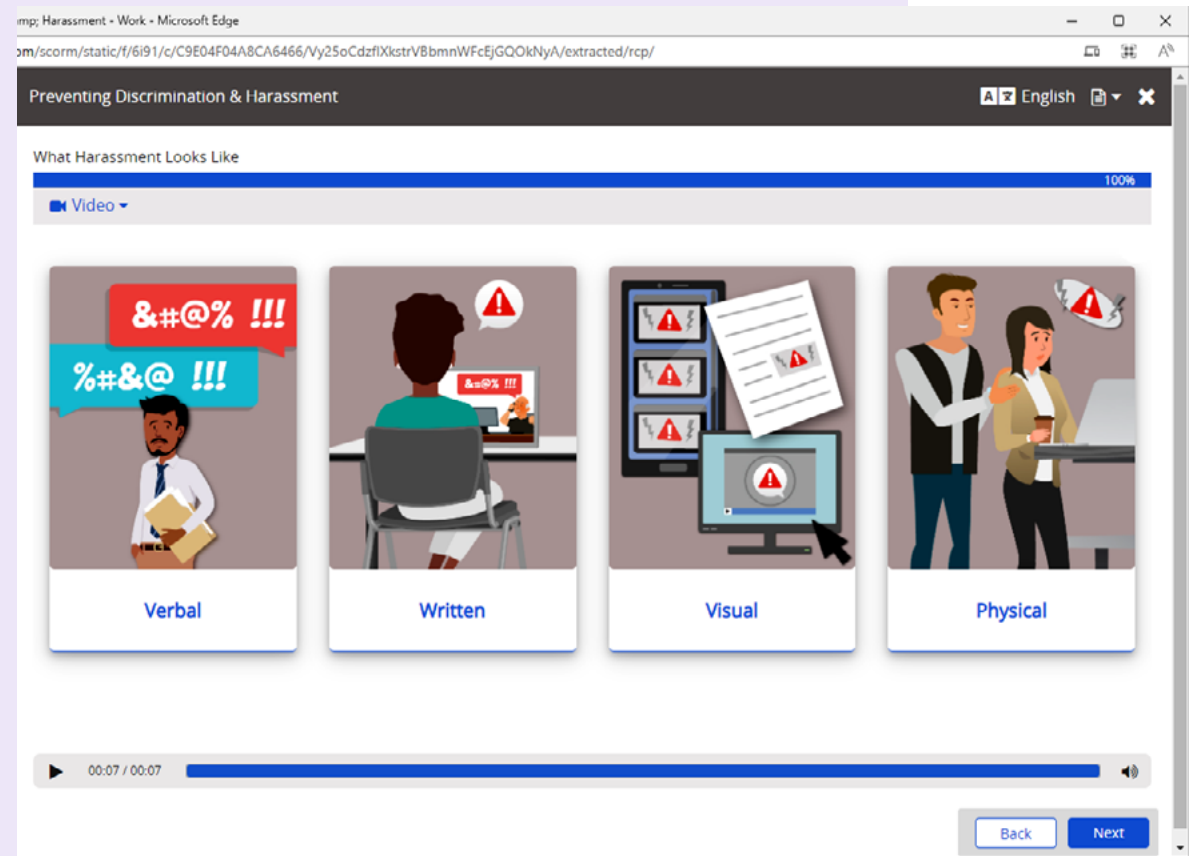 mp; Harassment - Work - Microsoft Edge
om/scorm/static/f/6i91/c/C9E04F04A8CA6466/Vy25oCdzfIXkstrVBbmnWFcEjGQOkNyA/extracted/rcp/
Preventing Discrimination & Harassment
English
What Harassment Looks Like
100%
Video
&#@% !!!
%#&@ !!!
&#@% !!!
Verbal
Written
Visual
Physical
00:07 / 00:07
Back
Next